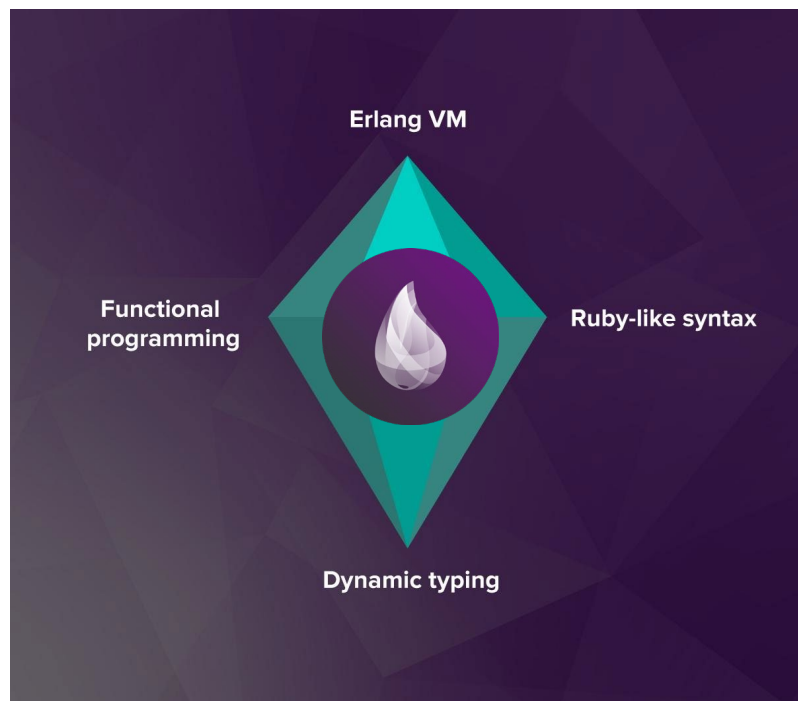 Erlang VM
Functional
programming
Ruby-like syntax
Dynamic typing